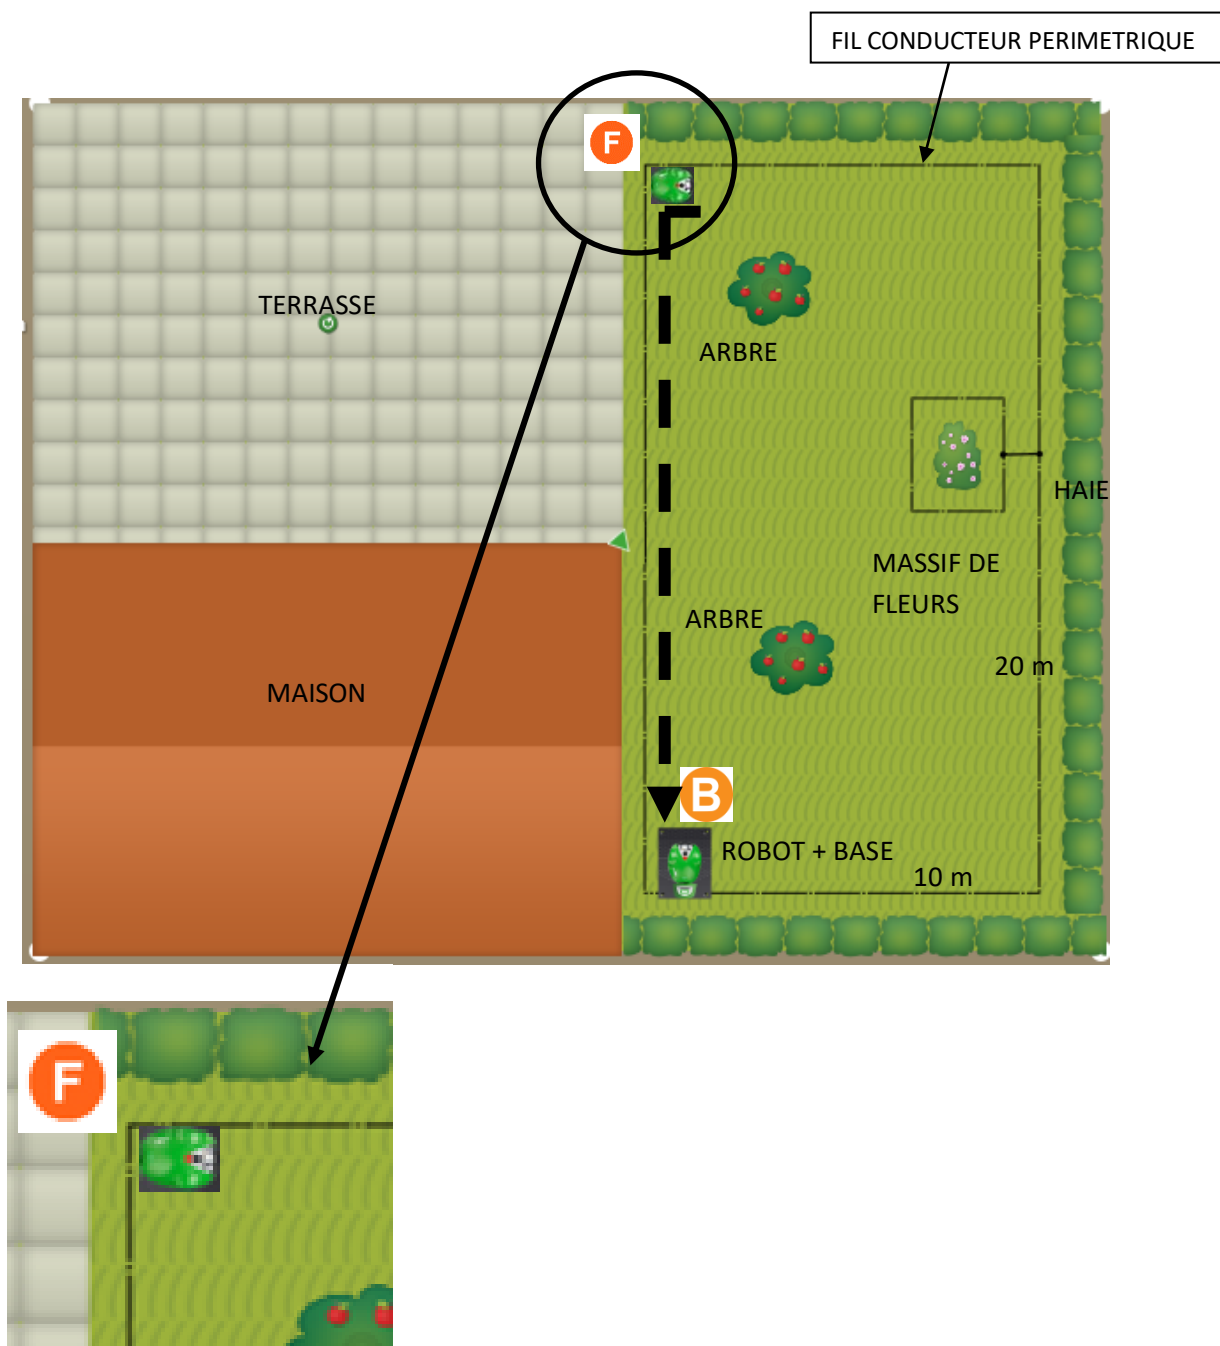 FIL CONDUCTEUR PERIMETRIQUE
F
TERRASSE
ARBRE
HAIE
MASSIF DE
FLEURS
ARBRE
20 m
MAISON
B
ROBOT + BASE
10 m
F